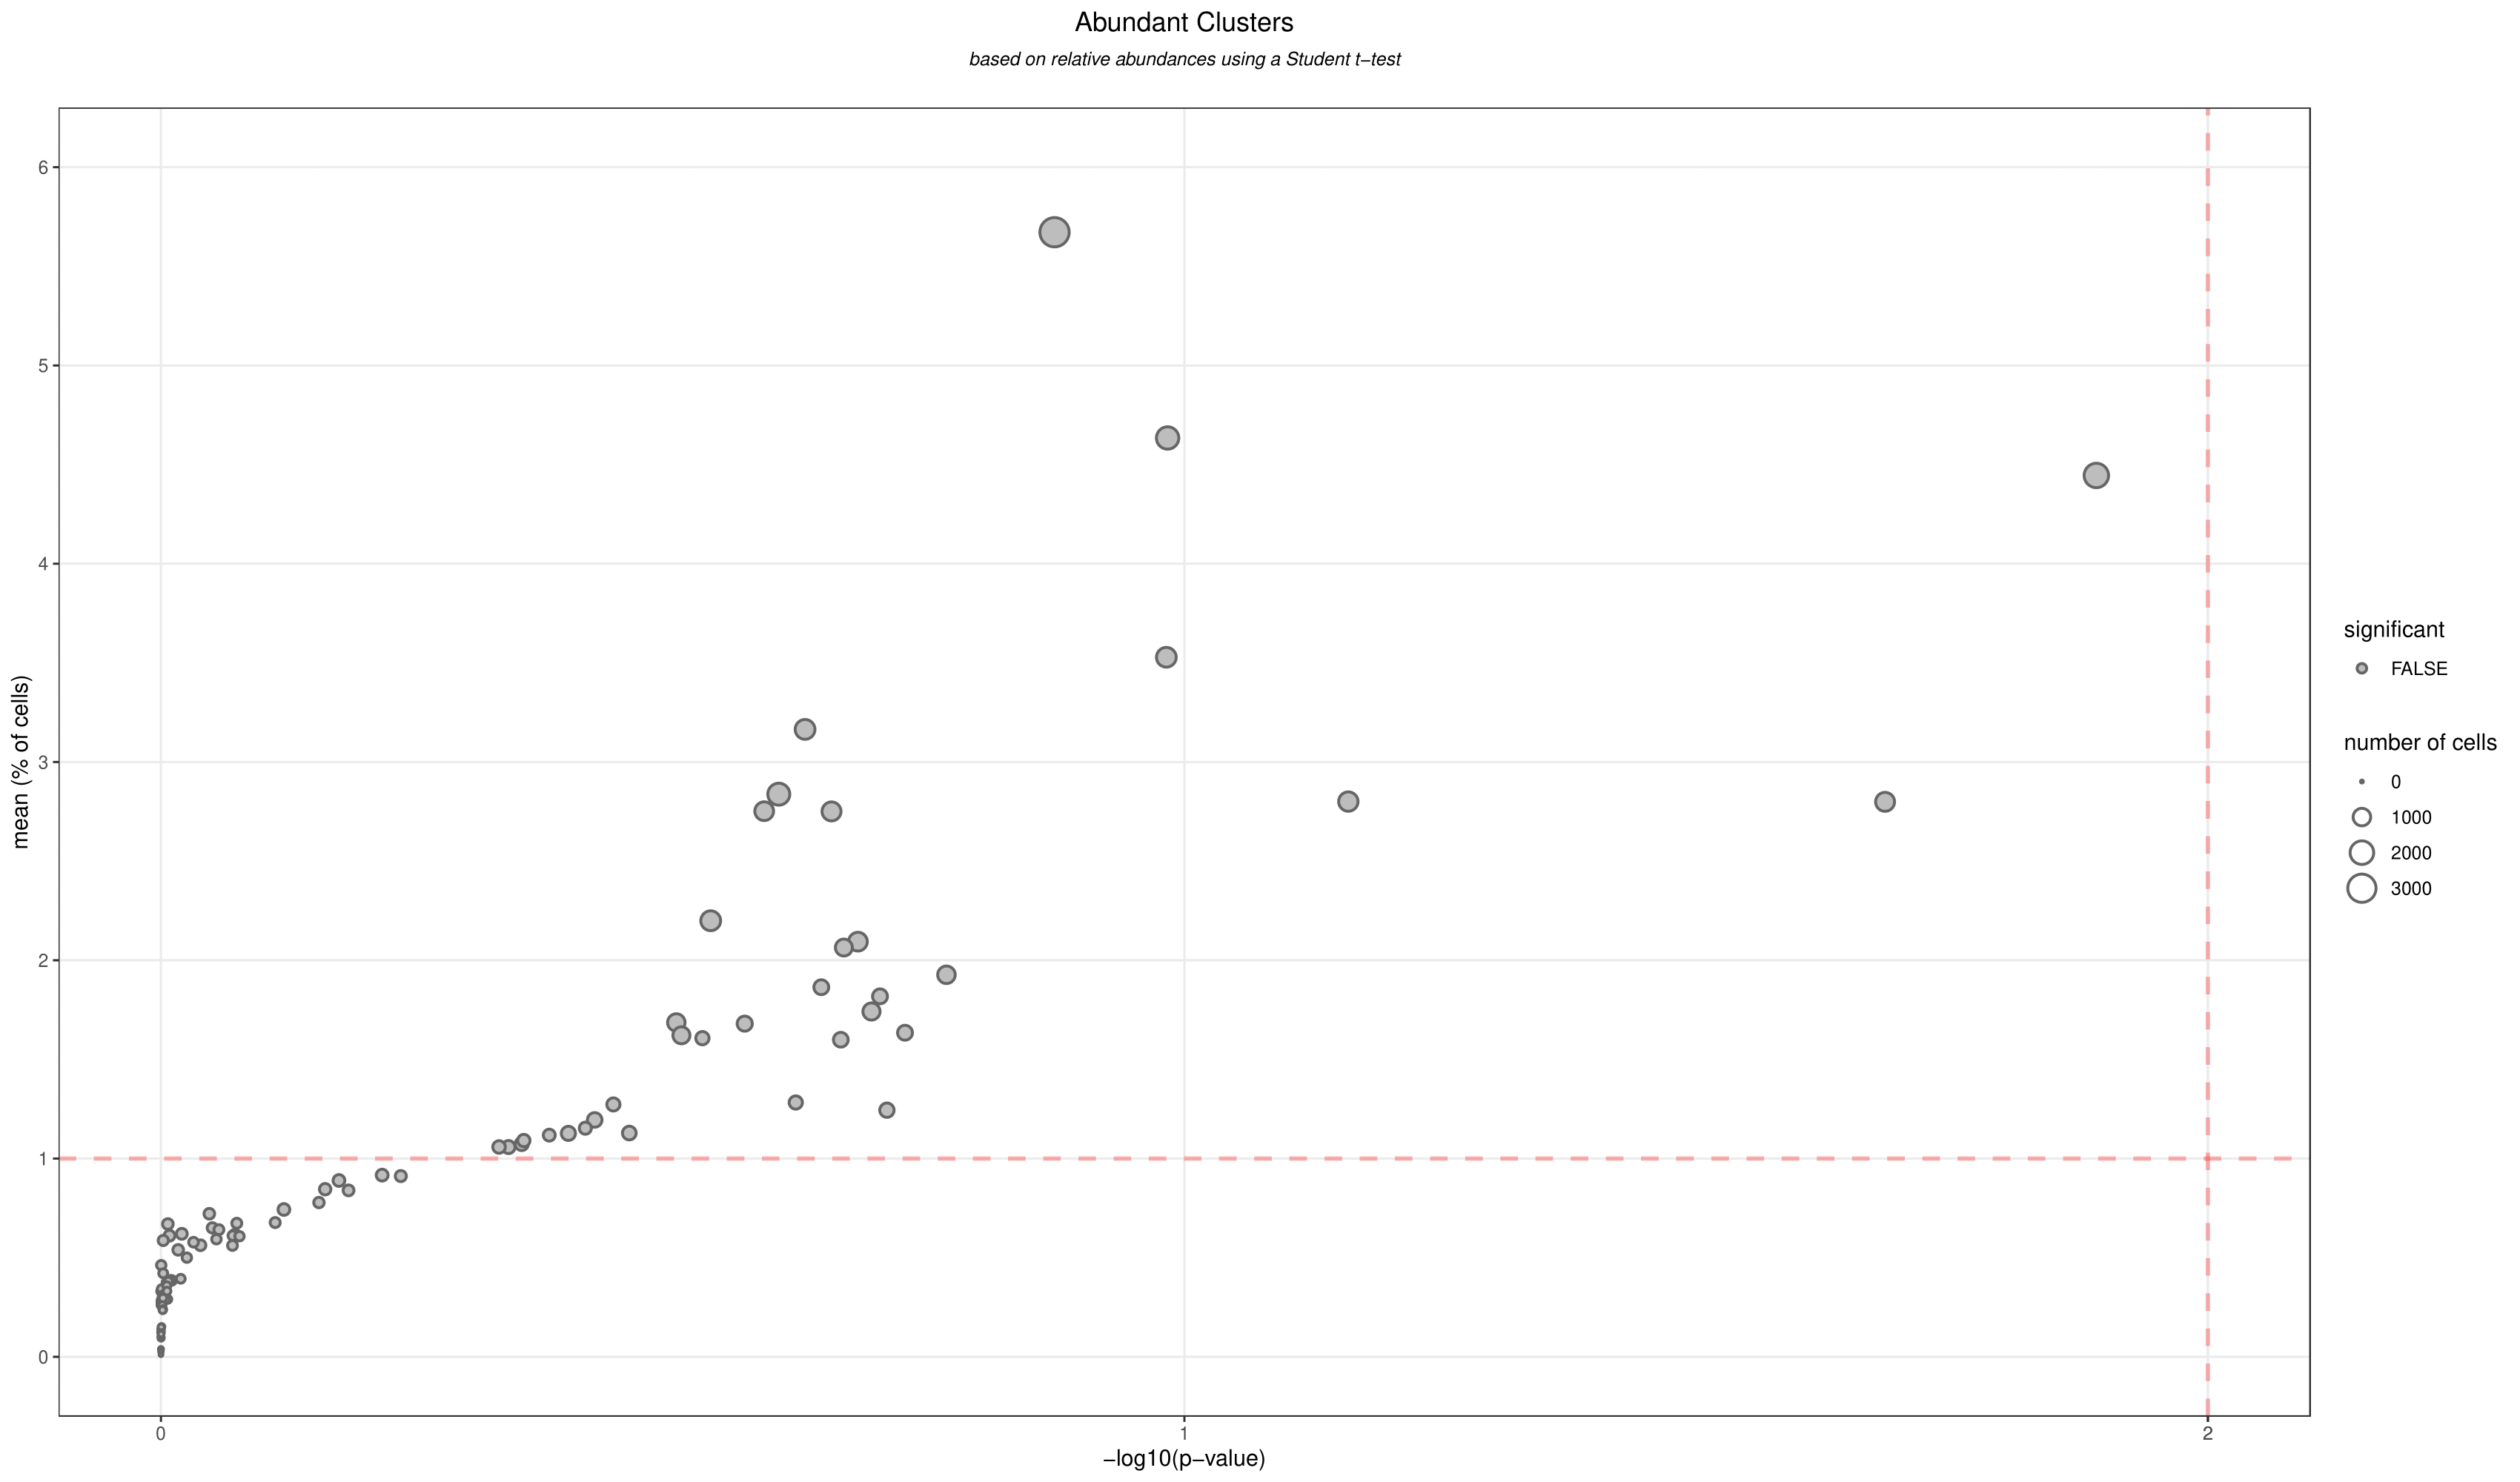 Abundant Clusters
based on relative abundances using a Student t−test
6
5
4
3
2
1
0
mean (% of cells)
0
1
2
−log10(p−value)
significant
FALSE
number of cells
0
1000
2000
3000